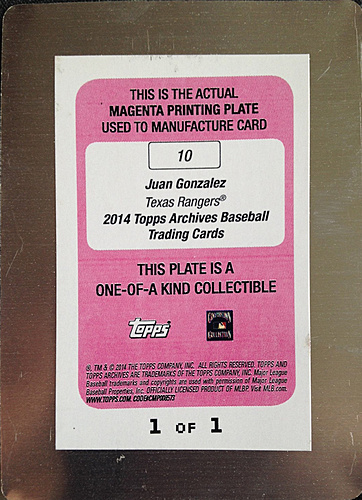 THIS IS THE ACTUAL
MAGENTA PRINTING PLATE
USED TO MANUFACTURE CARD
10
Juan Gonzalez
Texas Rangers®
2014 Topps Archives Baseball
Trading Cards
THIS PLATE IS A
ONE-OF-A KIND COLLECTIBLE
Topps
COOPERSTOWN
COLLECTION
®, TM & © 2014 THE TOPPS COMPANY, INC. ALL RIGHTS RESERVED. TOPPS AND
TOPPS ARCHIVES ARE TRADEMARKS OF THE TOPPS COMPANY, INC. Major League
Baseball trademarks and copyrights are used with permission of Major League
Baseball Properties, Inc. OFFICIALLY LICENSED PRODUCT OF MLBP. Visit MLB.com.
WWW.TOPPS.COM. CODE#CMP008573
1 OF 1